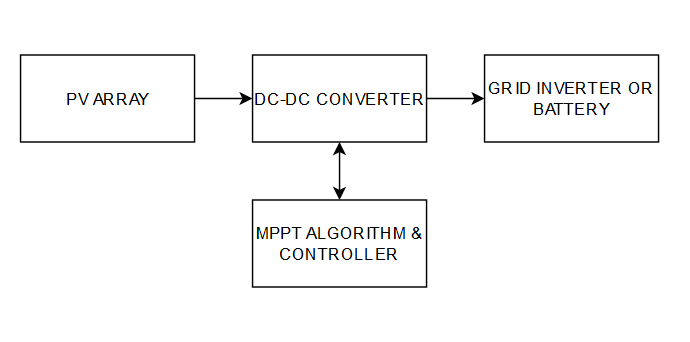 PV ARRAY
DC-DC CONVERTER
GRID INVERTER OR
BATTERY
MPPT ALGORITHM &
CONTROLLER